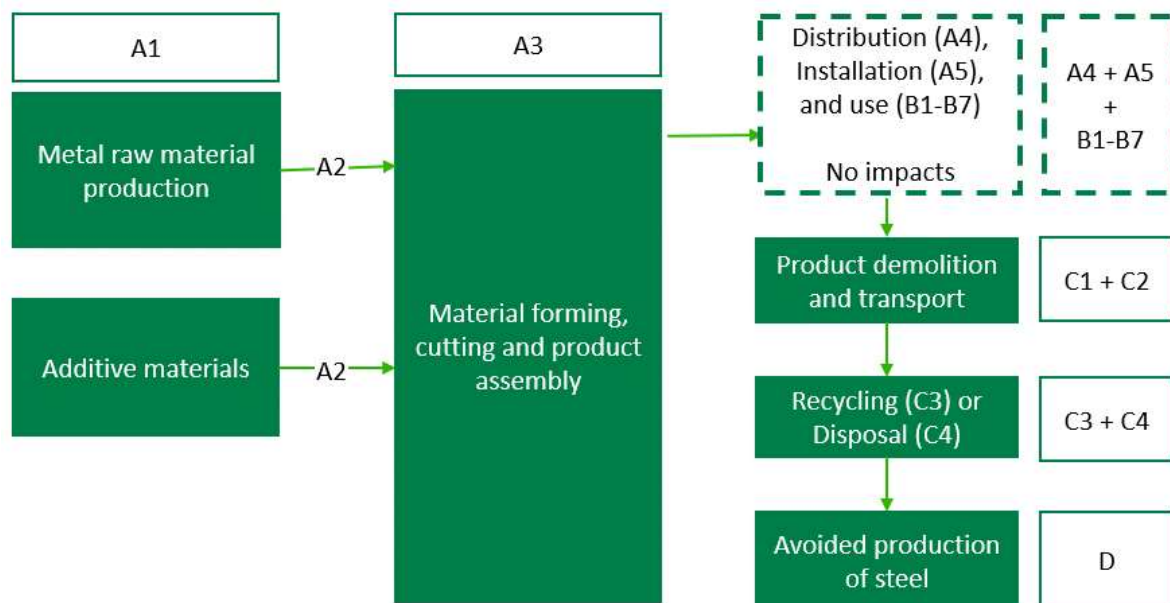 A1
Metal raw material
production
A2
Additive materials
A2
A3
Material forming,
cutting and product
assembly
Distribution (A4),
Installation (A5),
and use (B1-B7)
No impacts
A4 + A5
+
B1-B7
Product demolition
and transport
C1 + C2
Recycling (C3) or
Disposal (C4)
C3 + C4
Avoided production
of steel
D